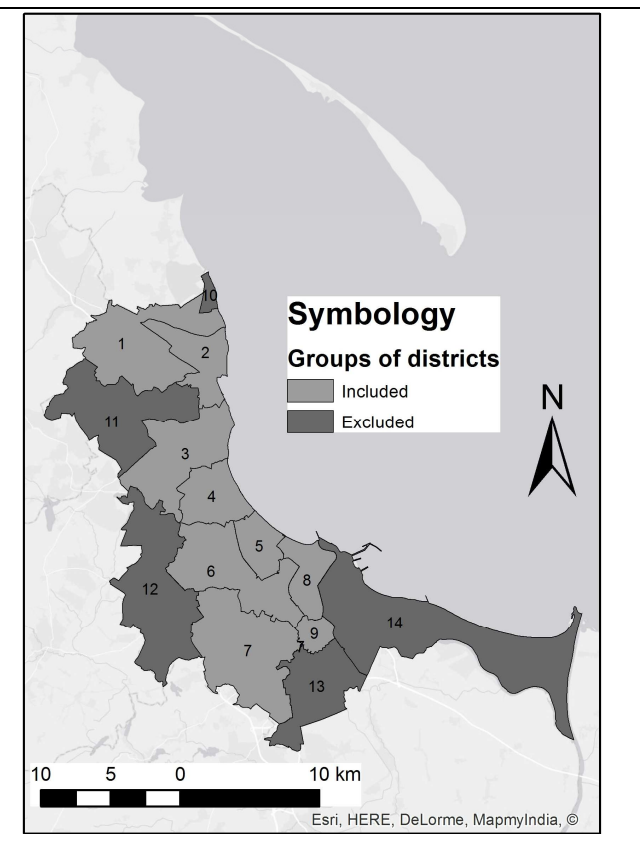 10
Symbology
1
2
Groups of districts
Included
N
11
Excluded
3
4
5
6
8
12
14
9
7
7
13
10 5 0 10 km
Esri, HERE, DeLorme, MapmyIndia, ©